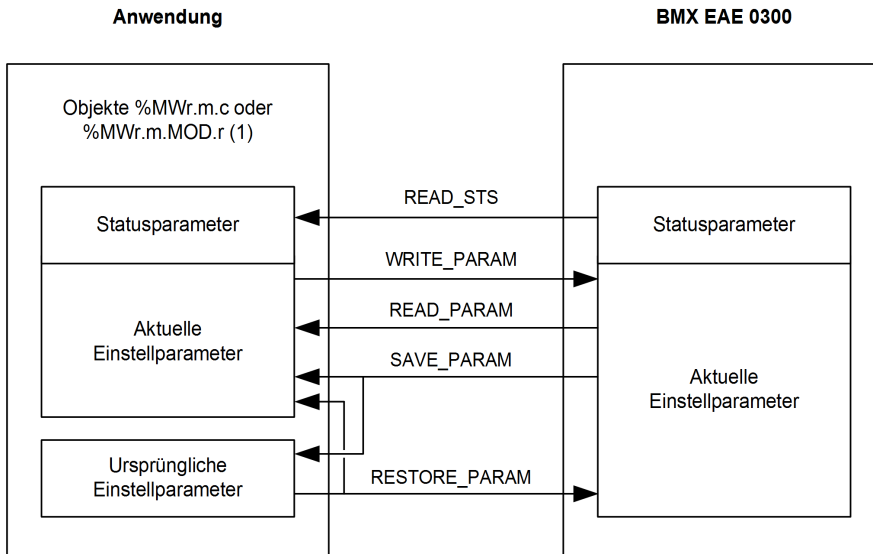 Anwendung
BMX EAE 0300
Objekte %MWr.m.c oder
%MWr.m.MOD.r (1)
READ_STS
Statusparameter
Statusparameter
WRITE_PARAM
READ_PARAM
Aktuelle
Einstellparameter
SAVE_PARAM
Aktuelle
Einstellparameter
Ursprüngliche
Einstellparameter
RESTORE_PARAM